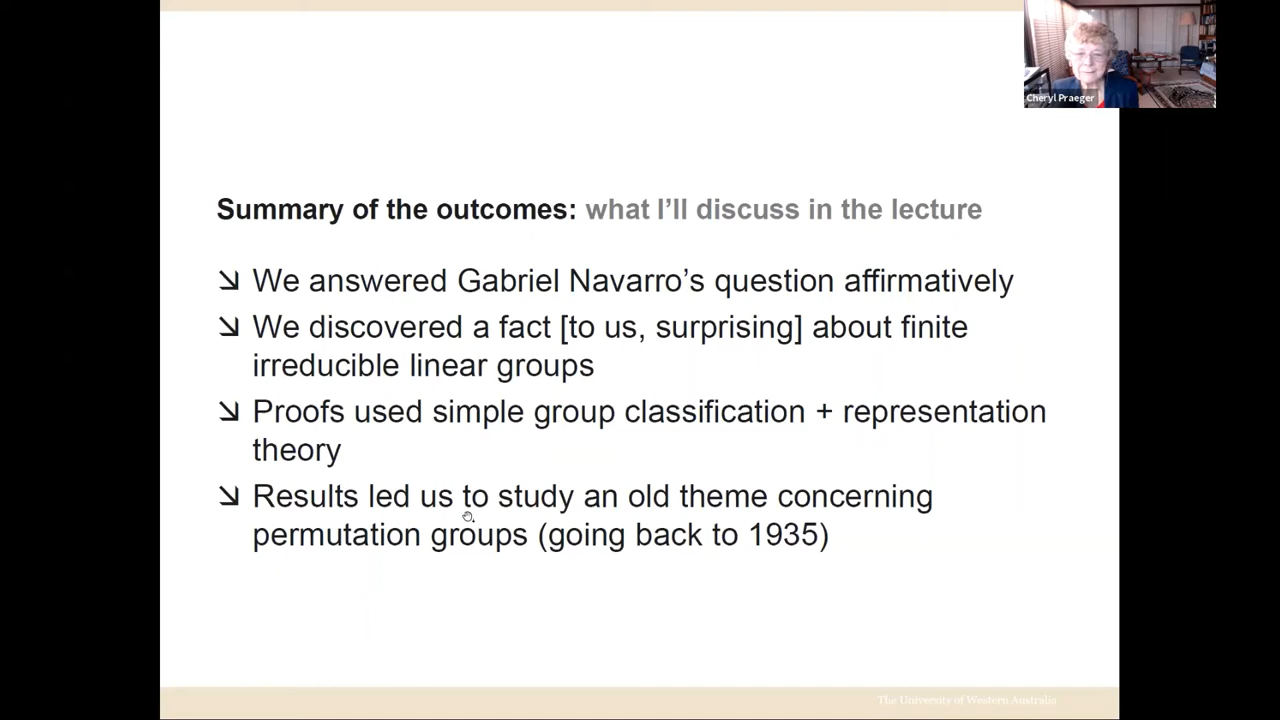 Cheryl Praeger
Summary of the outcomes: what I'll discuss in the lecture
We answered Gabriel Navarro's question affirmatively
We discovered a fact [to us, surprising] about finite
irreducible linear groups
Proofs used simple group classification + representation
theory
Results led us to study an old theme concerning
permutation groups (going back to 1935)
The University of Western Australia